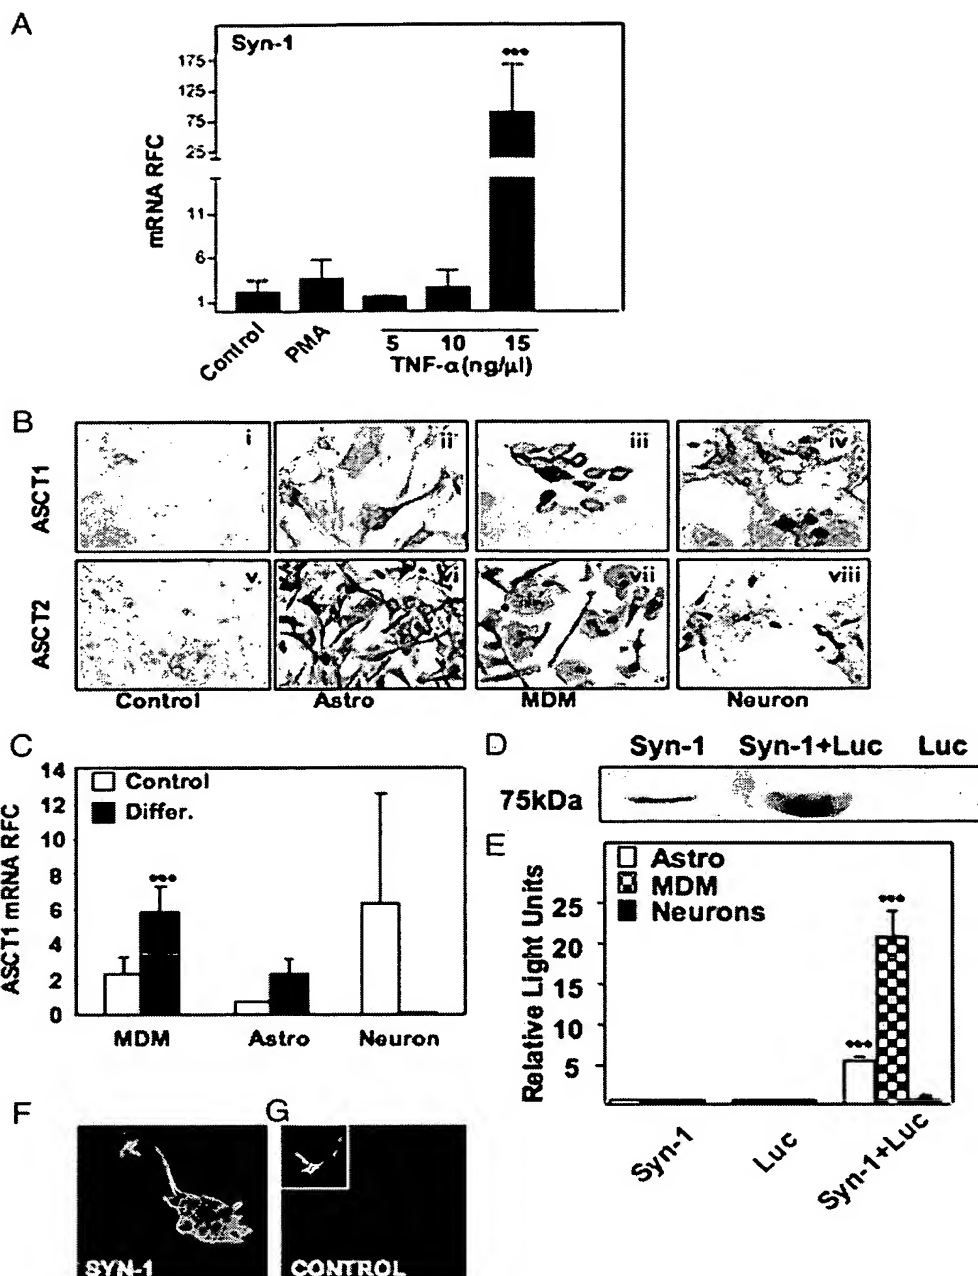 A
Syn-1
mRNA RFC
175
125
75
25
11
6
1
***
Control
PMA
5 10 15
TNF-α(ng/µl)
B
ASCT1
i
ii
iii
iv
ASCT2
v.
vi
vii
viii
Control Astro MDM Neuron
C
ASCT1 mRNA RFC
14
12
10
8
6
4
2
0
Control
Differ.
***
MDM Astro Neuron
D
Syn-1 Syn-1+Luc Luc
75kDa
E
Relative Light Units
Astro
MDM
Neurons
25
20
15
10
5
***
***
Syn-1
Luc
Syn-1+Luc
F
SYN-1
G
CONTROL